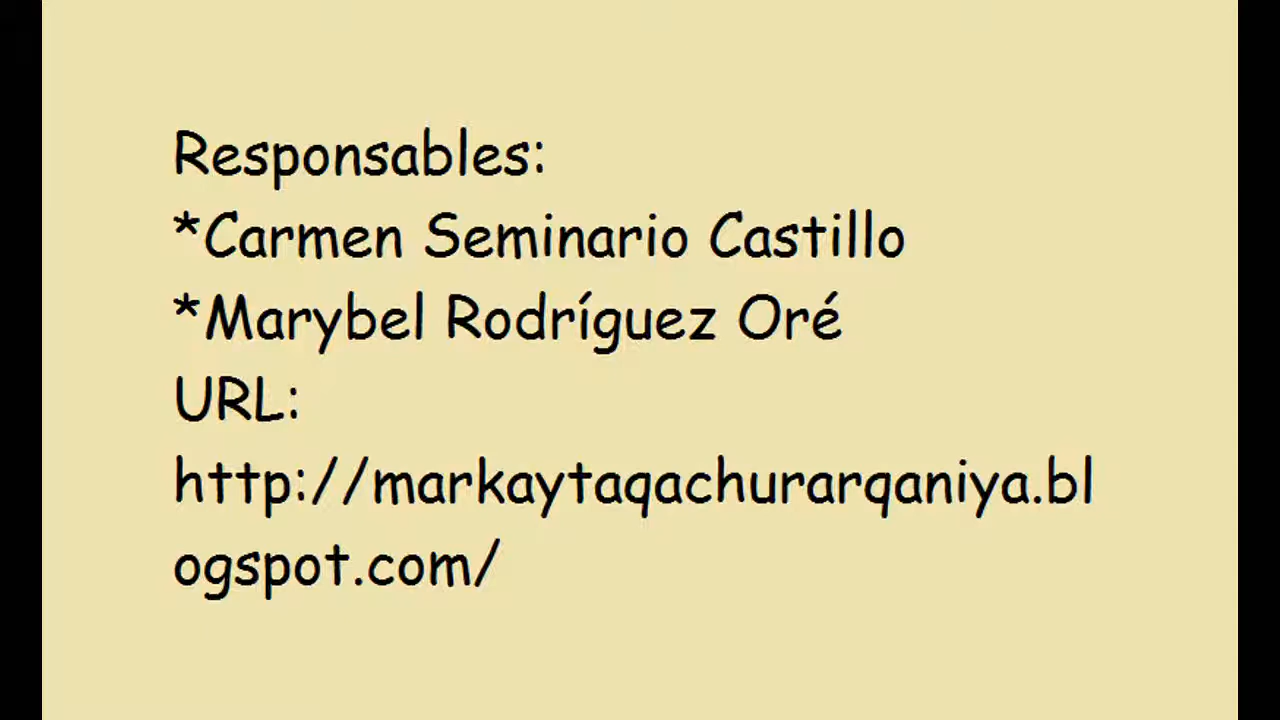 Responsables:
*Carmen Seminario Castillo
*Marybel Rodríguez Oré
URL:
http://markaytaqachurarqaniya.bl
ogspot.com/